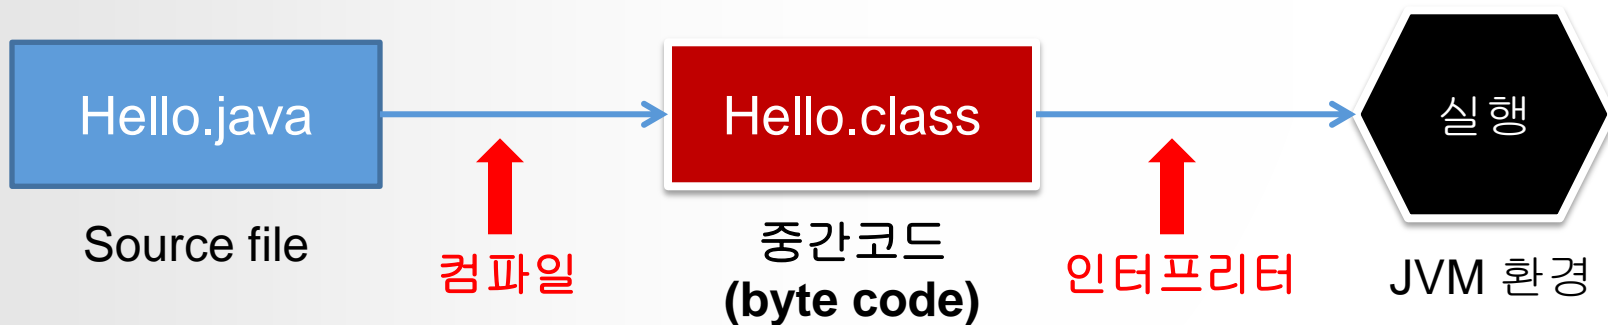 Hello.java
Hello.class
실행
Source file
컴파일
중간코드
(byte code)
인터프리터
JVM 환경